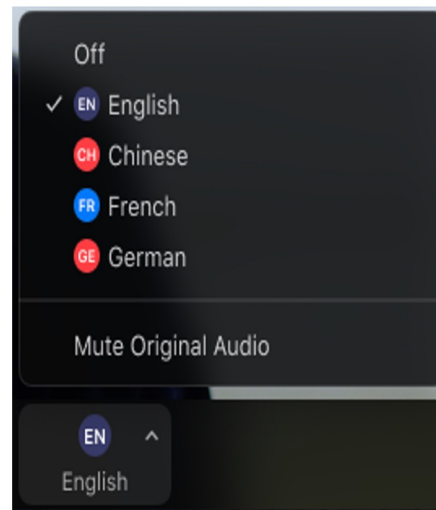 Off
✓ EN English
CH Chinese
FR French
GE German
Mute Original Audio
EN
English